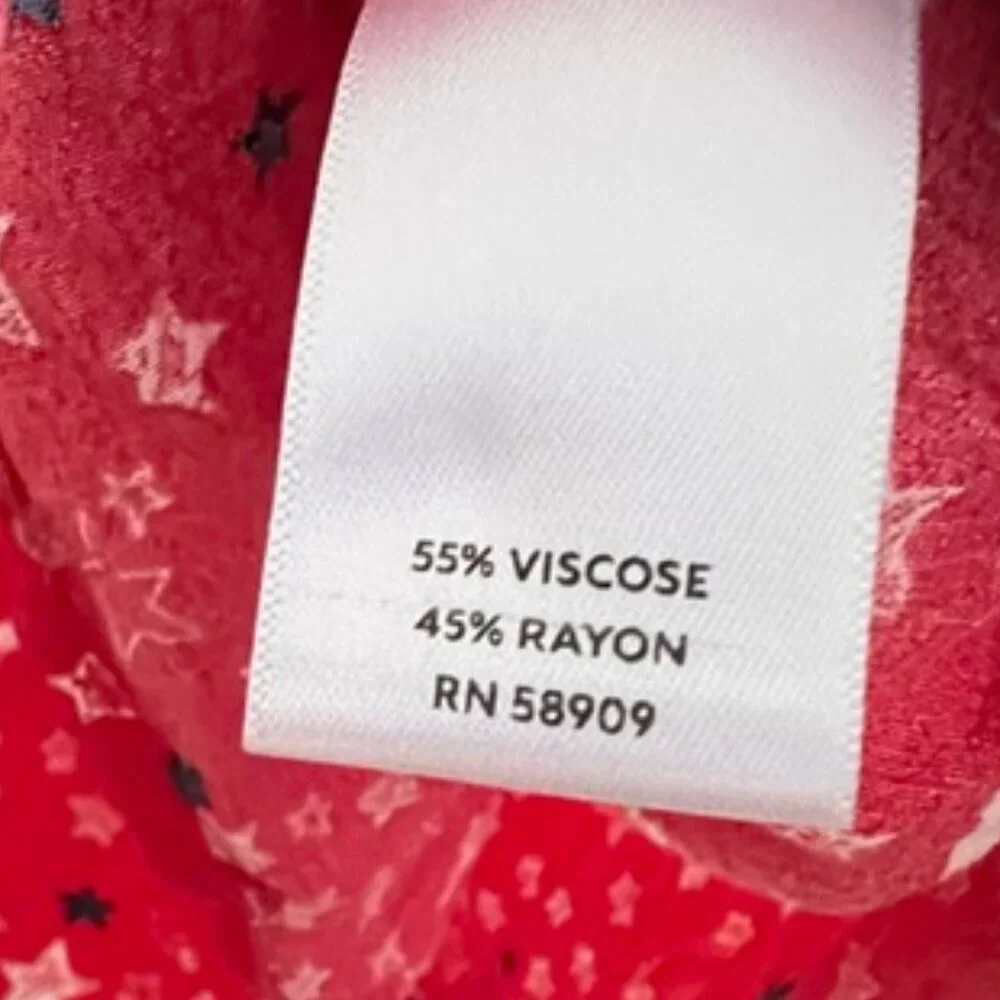 55% VISCOSE
45% RAYON
RN 58909